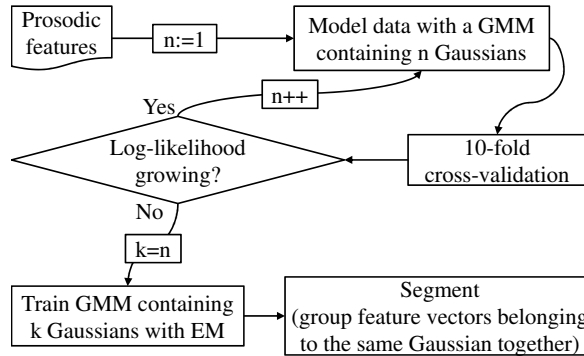 Prosodic
features
n:=1
Model data with a GMM
containing n Gaussians
n++
Yes
Log-likelihood
growing?
10-fold
cross-validation
No
k=n
Train GMM containing
k Gaussians with EM
Segment
(group feature vectors belonging
to the same Gaussian together)